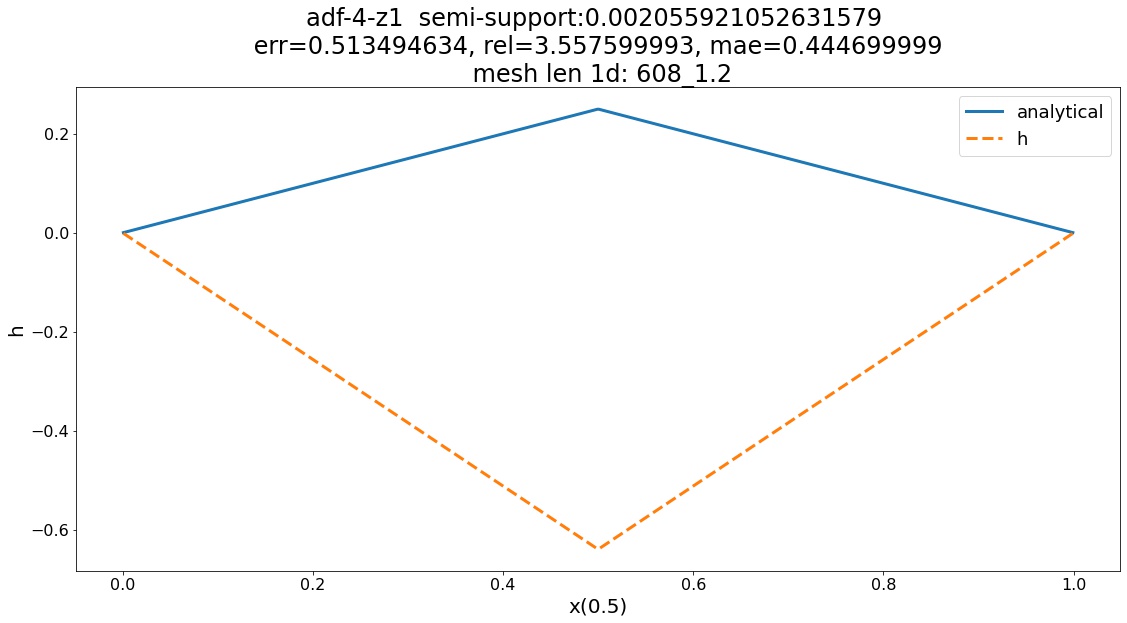 adf-4-z1  semi-support:0.002055921052631579
err=0.513494634, rel=3.557599993, mae=0.444699999
mesh len 1d: 608_1.2
analytical
h
0.2
0.0
−0.2
−0.4
−0.6
h
0.0
0.2
0.4
0.6
0.8
1.0
x(0.5)